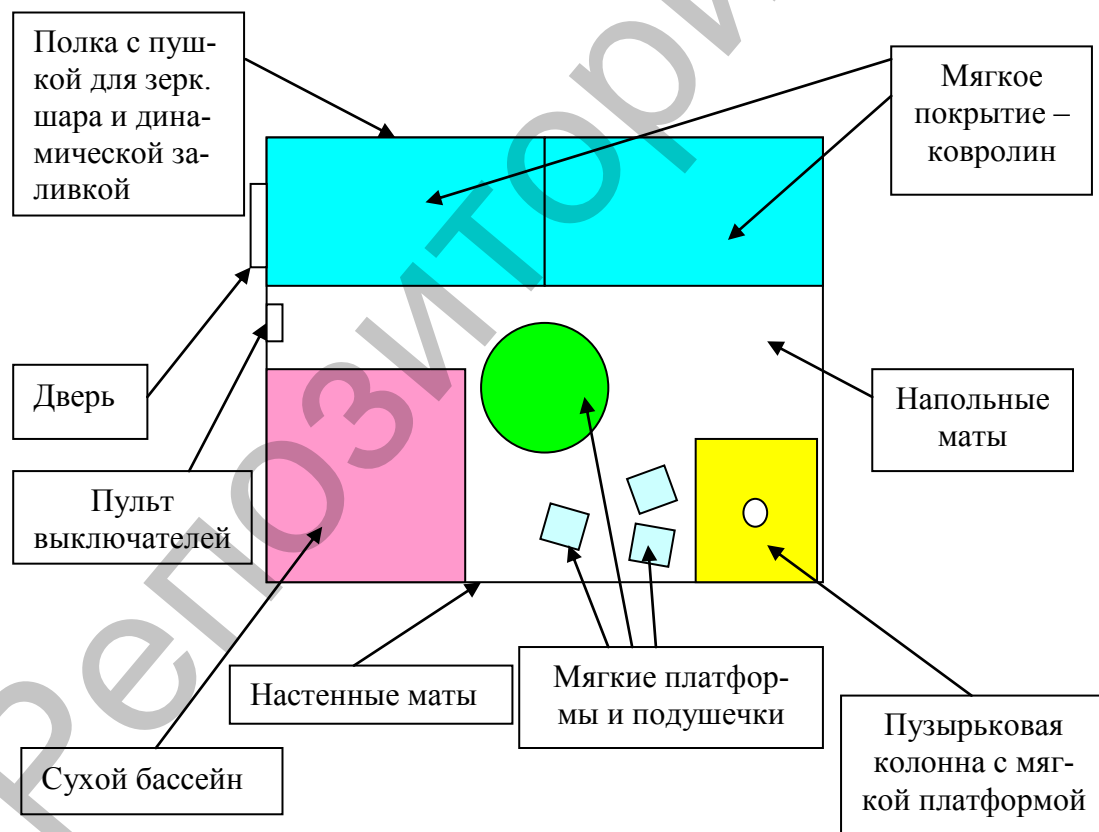 Полка с пуш-
кой для зерк.
шара и дина-
мической за-
ливкой
Мягкое
покрытие –
ковролин
Дверь
Напольные
маты
Пульт
выключателей
Настенные маты
Мягкие платфор-
мы и подушечки
Пузырьковая
колонна с мяг-
кой платформой
Сухой бассейн
Репозитори